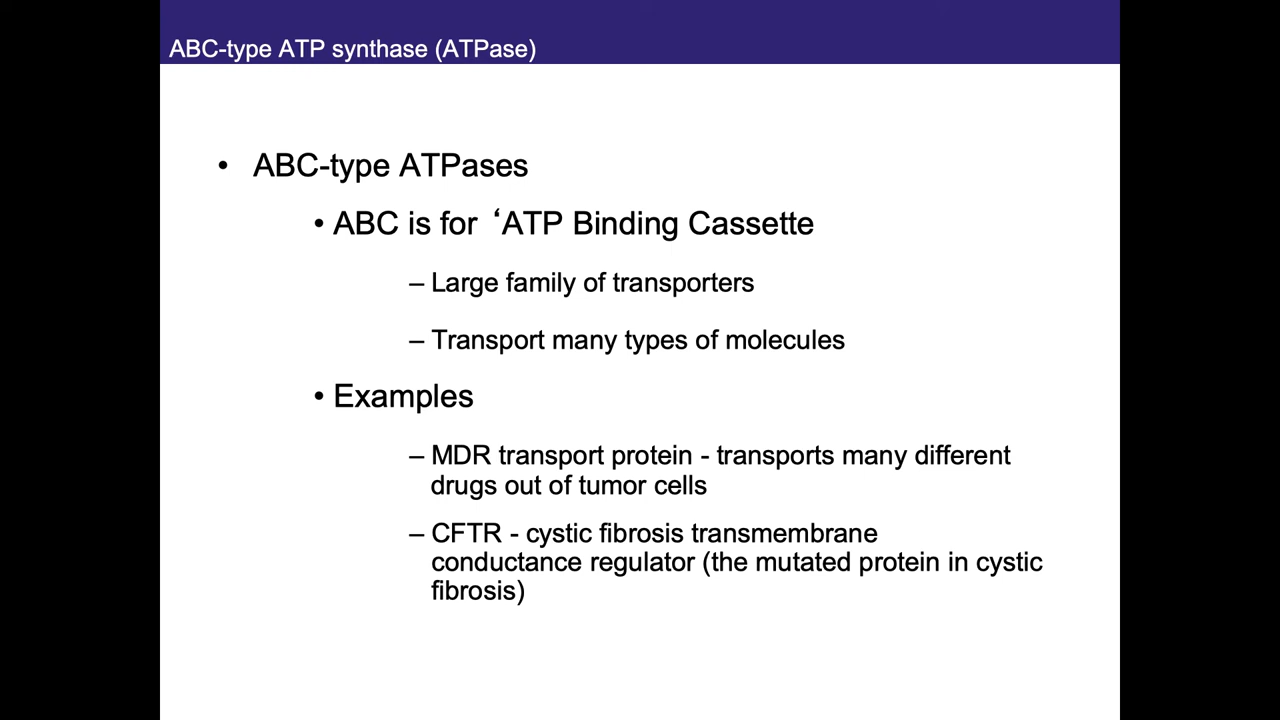 ABC-type ATP synthase (ATPase)
• ABC-type ATPases
• ABC is for ‘ATP Binding Cassette
– Large family of transporters
– Transport many types of molecules
• Examples
– MDR transport protein - transports many different
drugs out of tumor cells
– CFTR - cystic fibrosis transmembrane
conductance regulator (the mutated protein in cystic
fibrosis)